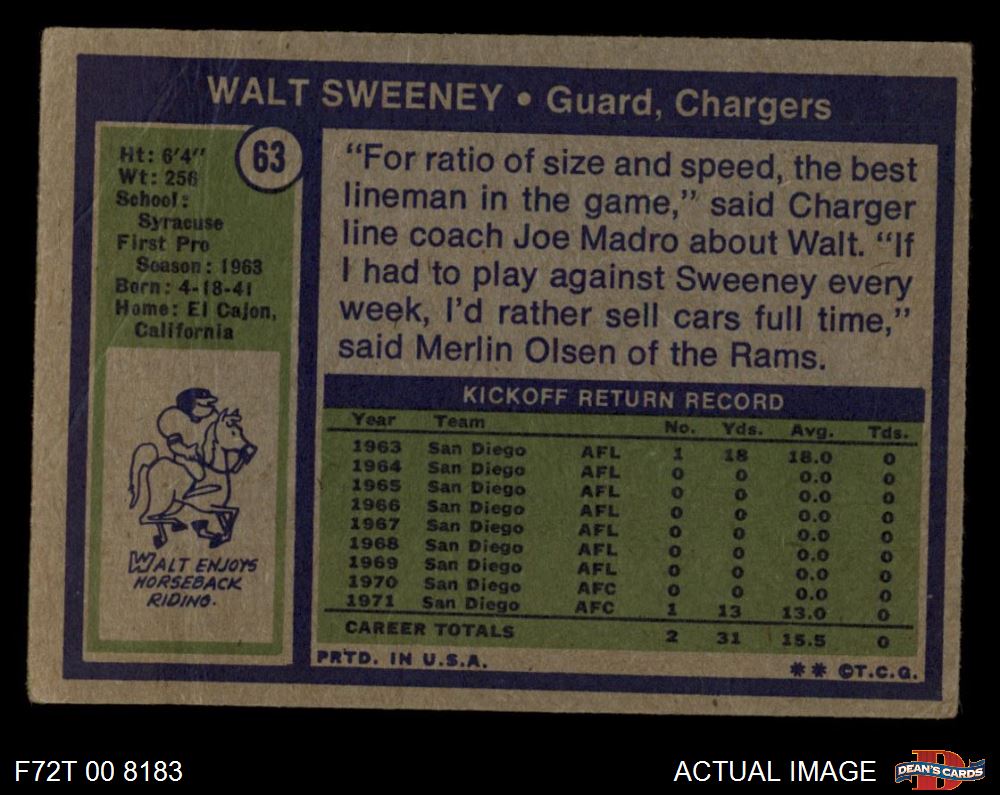 WALT SWEENEY • Guard, Chargers
63
Ht: 6'4"
Wt: 256
School:
Syracuse
First Pro
Season: 1963
Born: 4-18-41
Home: El Cajon,
California
WALT ENJOYS
HORSEBACK
RIDING.
“For ratio of size and speed, the best
lineman in the game,” said Charger
line coach Joe Madro about Walt. “If
I had to play against Sweeney every
week, I'd rather sell cars full time,”
said Merlin Olsen of the Rams.
KICKOFF RETURN RECORD
Year Team No. Yds. Avg. Tds.
1963 San Diego AFL 1 18 18.0 0
1964 San Diego AFL 0 0 0.0 0
1965 San Diego AFL 0 0 0.0 0
1966 San Diego AFL 0 0 0.0 0
1967 San Diego AFL 0 0 0.0 0
1968 San Diego AFL 0 0 0.0 0
1969 San Diego AFL 0 0 0.0 0
1970 San Diego AFC 0 0 0.0 0
1971 San Diego AFC 1 13 13.0 0
CAREER TOTALS 2 31 15.5 0
PRTD. IN U.S.A.
** ©T.C.G.
F72T 00 8183
ACTUAL IMAGE
D
DEAN'S CARDS